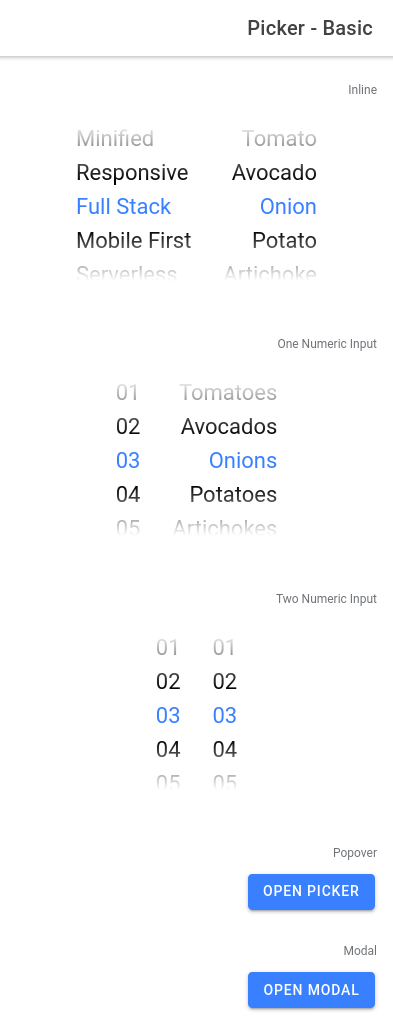 Picker - Basic
Inline
Minified Tomato
Responsive Avocado
Full Stack Onion
Mobile First Potato
Serverless Artichoke
One Numeric Input
01 Tomatoes
02 Avocados
03 Onions
04 Potatoes
05 Artichokes
Two Numeric Input
01 01
02 02
03 03
04 04
05 05
Popover
OPEN PICKER
Modal
OPEN MODAL